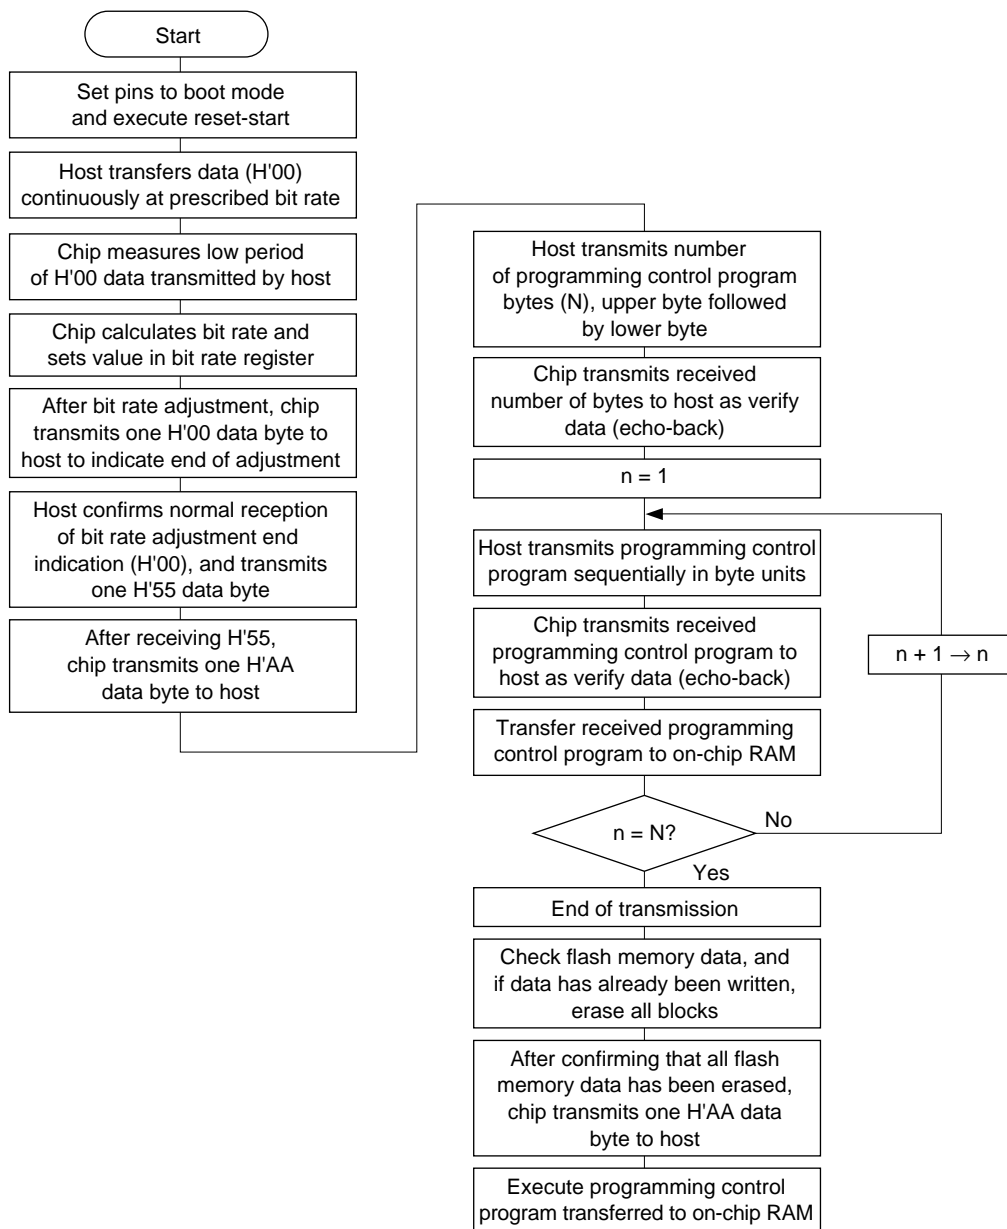 Start
Set pins to boot mode
and execute reset-start
Host transfers data (H'00)
continuously at prescribed bit rate
Chip measures low period
of H'00 data transmitted by host
Chip calculates bit rate and
sets value in bit rate register
After bit rate adjustment, chip
transmits one H'00 data byte to
host to indicate end of adjustment
Host confirms normal reception
of bit rate adjustment end
indication (H'00), and transmits
one H'55 data byte
After receiving H'55,
chip transmits one H'AA
data byte to host
Host transmits number
of programming control program
bytes (N), upper byte followed
by lower byte
Chip transmits received
number of bytes to host as verify
data (echo-back)
n = 1
Host transmits programming control
program sequentially in byte units
Chip transmits received
programming control program to
host as verify data (echo-back)
n + 1 → n
Transfer received programming
control program to on-chip RAM
n = N?
No
Yes
End of transmission
Check flash memory data, and
if data has already been written,
erase all blocks
After confirming that all flash
memory data has been erased,
chip transmits one H'AA data
byte to host
Execute programming control
program transferred to on-chip RAM